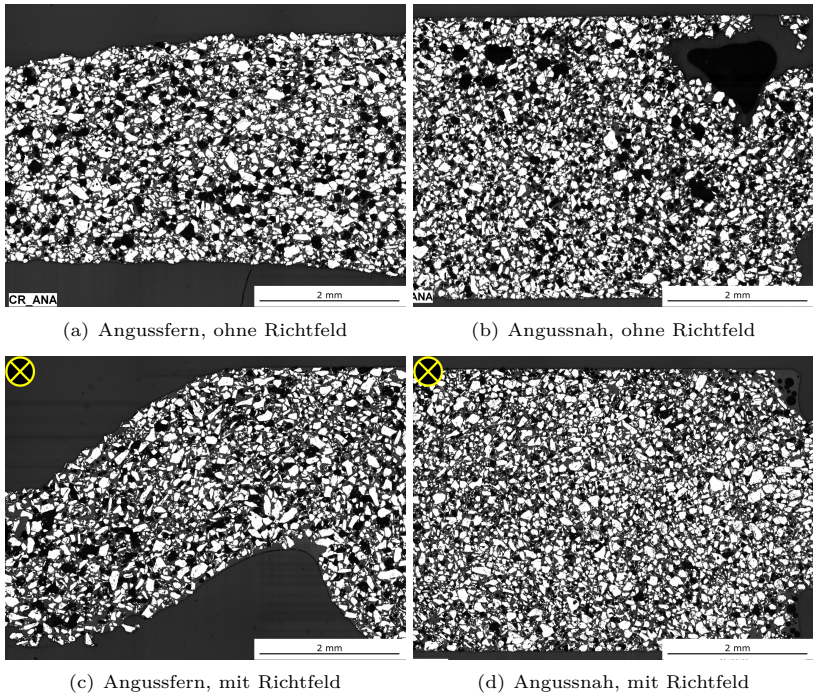 CR_ANA
2 mm
ANA
2 mm
(a) Angussfern, ohne Richtfeld
(b) Angussnah, ohne Richtfeld
2 mm
2 mm
(c) Angussfern, mit Richtfeld
(d) Angussnah, mit Richtfeld